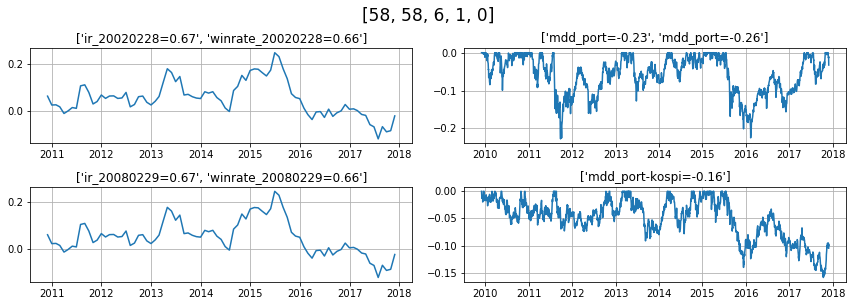 [58, 58, 6, 1, 0]
['ir_20020228=0.67', 'winrate_20020228=0.66']
0.2
0.0
2011 2012 2013 2014 2015 2016 2017 2018
['mdd_port=-0.23', 'mdd_port=-0.26']
0.0
−0.1
−0.2
2010 2011 2012 2013 2014 2015 2016 2017 2018
['ir_20080229=0.67', 'winrate_20080229=0.66']
0.2
0.0
2011 2012 2013 2014 2015 2016 2017 2018
['mdd_port-kospi=-0.16']
0.00
−0.05
−0.10
−0.15
2010 2011 2012 2013 2014 2015 2016 2017 2018